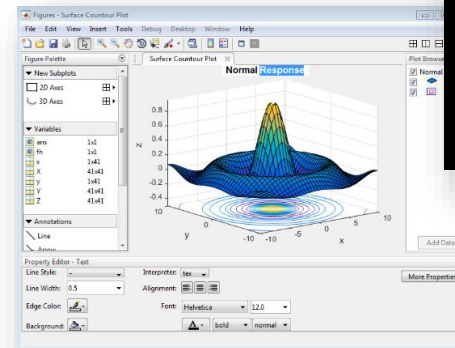 Figures - Surface Countour Plot
File Edit View Insert Tools Debug Desktop Window Help
Figure Palette
Surface Countour Plot
Plot Browser
New Subplots
2D Axes
3D Axes
Variables
ans 1x1
fh 1x1
x 1x41
X 41x41
y 1x41
Y 41x41
Z 41x41
Annotations
Line
Arrow
Normal Response
0.8
0.6
0.4
0.2
0
-0.2
-0.4
z
10
0
-10
y
-10
-5
0
5
10
x
Normal
Add Data
Property Editor - Text
Line Style: -
Line Width: 0.5
Edge Color:
Background:
Interpreter: tex
Alignment:
Font: Helvetica 12.0
A bold normal
More Properties